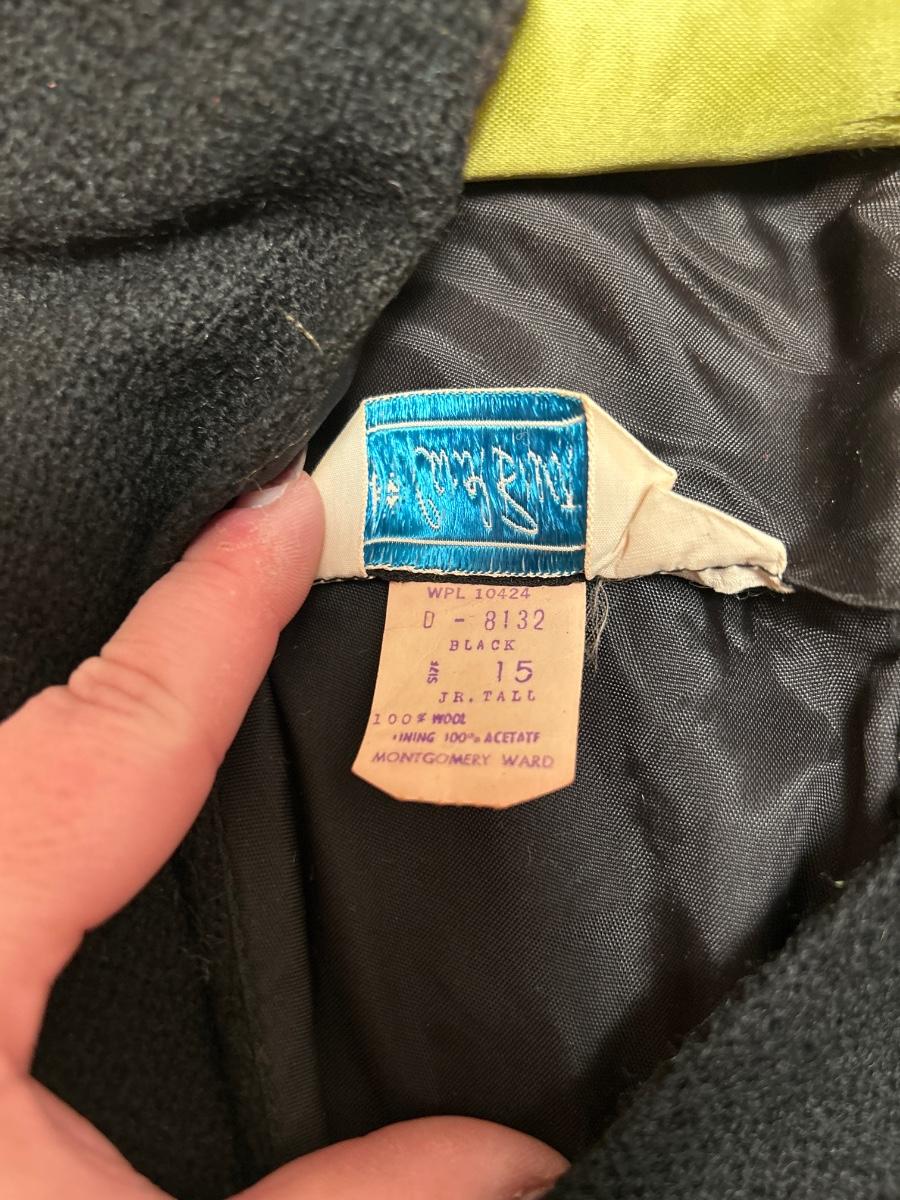 WPL 10424
D - 8132
BLACK
SIZE 15
JR. TALL
100% WOOL
LINING 100% ACETATE
MONTGOMERY WARD